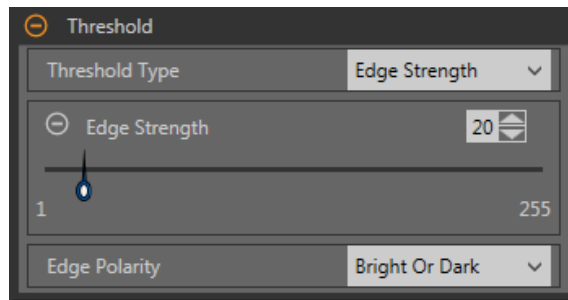 Threshold
Threshold Type Edge Strength
Edge Strength 20
1 255
Edge Polarity Bright Or Dark